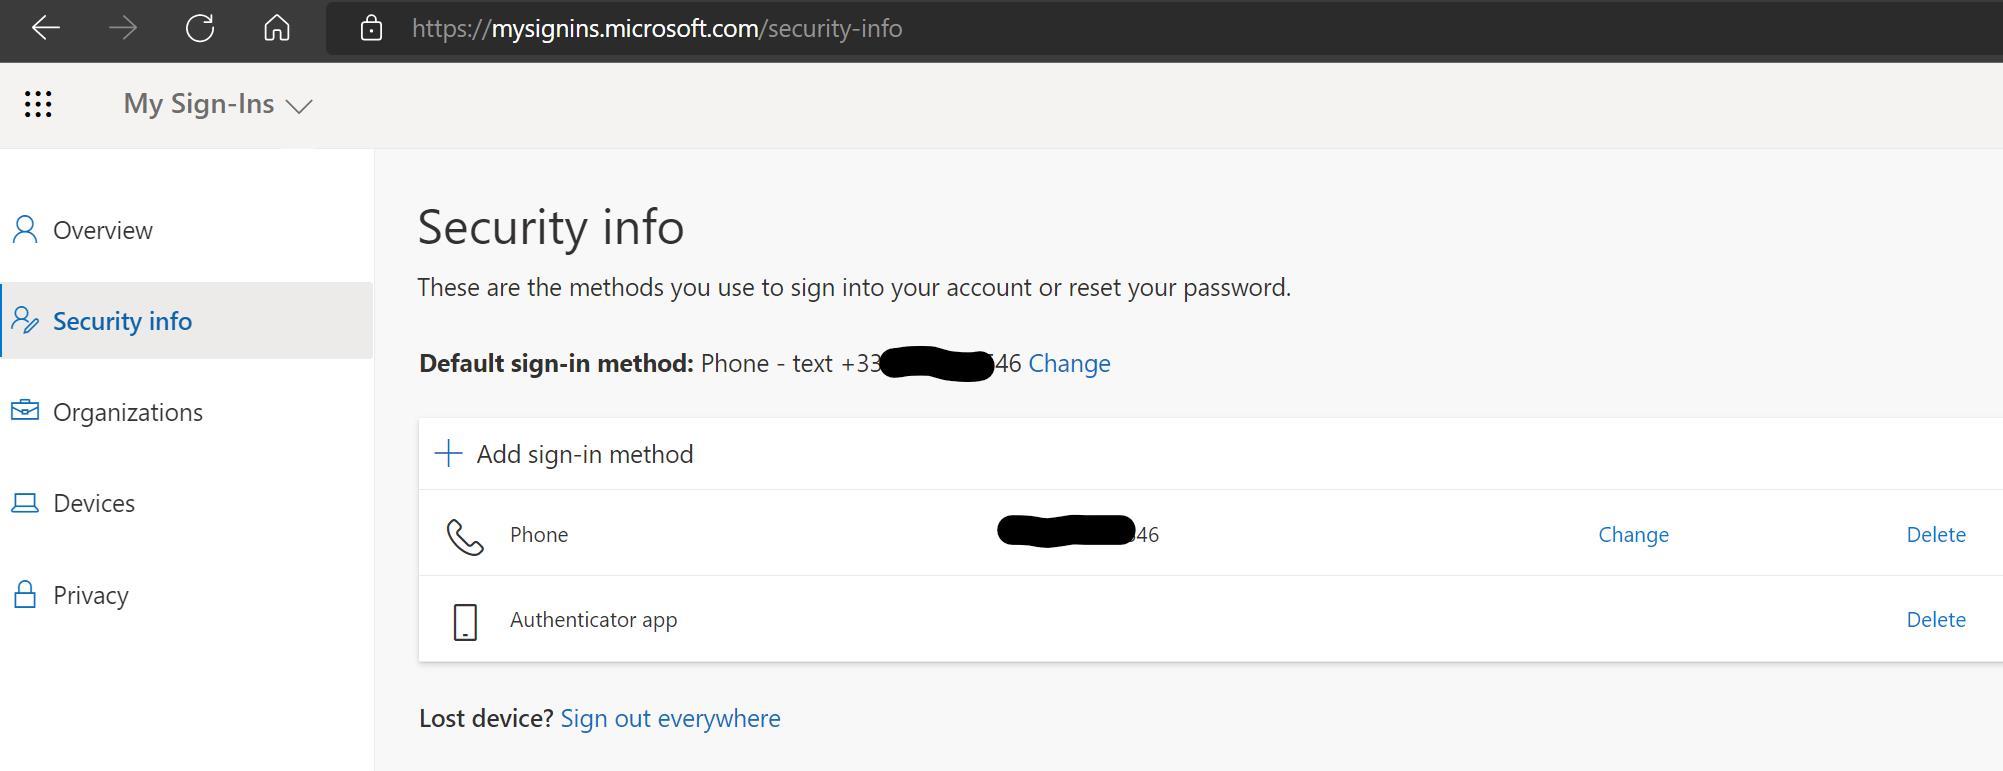 https://mysignins.microsoft.com/security-info
My Sign-Ins
Overview
Security info
Organizations
Devices
Privacy
Security info
These are the methods you use to sign into your account or reset your password.
Default sign-in method: Phone - text +33 46 Change
Add sign-in method
Phone 46 Change Delete
Authenticator app Delete
Lost device? Sign out everywhere